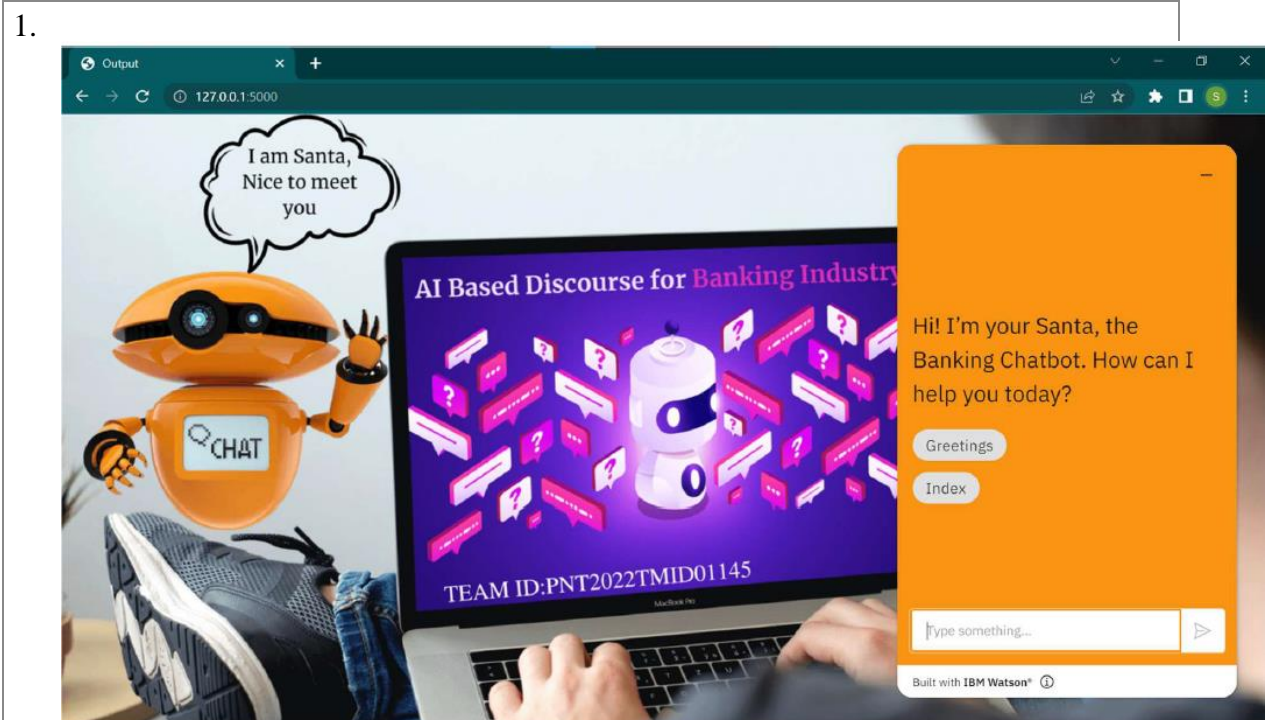 1.
Output
127.0.0.1:5000
S
I am Santa,
Nice to meet
you
CHAT
AI Based Discourse for Banking Industry
? ? ? ? ? ? ? ? ?
TEAM ID:PNT2022TMID01145
MacBook Pro
Hi! I'm your Santa, the
Banking Chatbot. How can I
help you today?
Greetings
Index
Type something...
Built with IBM Watson®